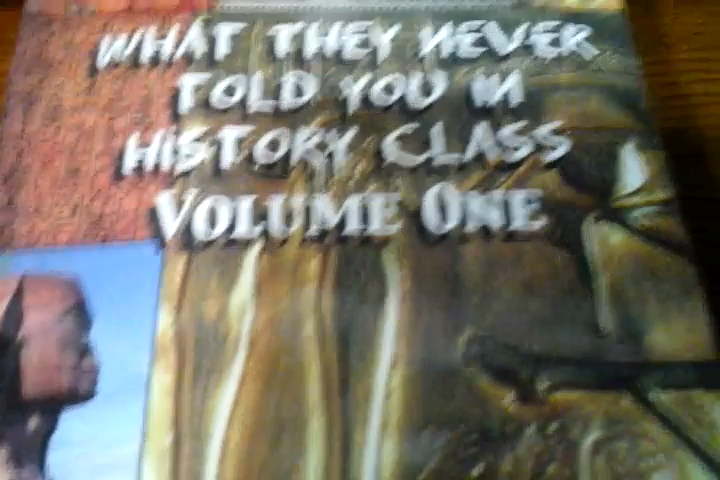 WHAT THEY NEVER
TOLD YOU IN
HISTORY CLASS
VOLUME ONE